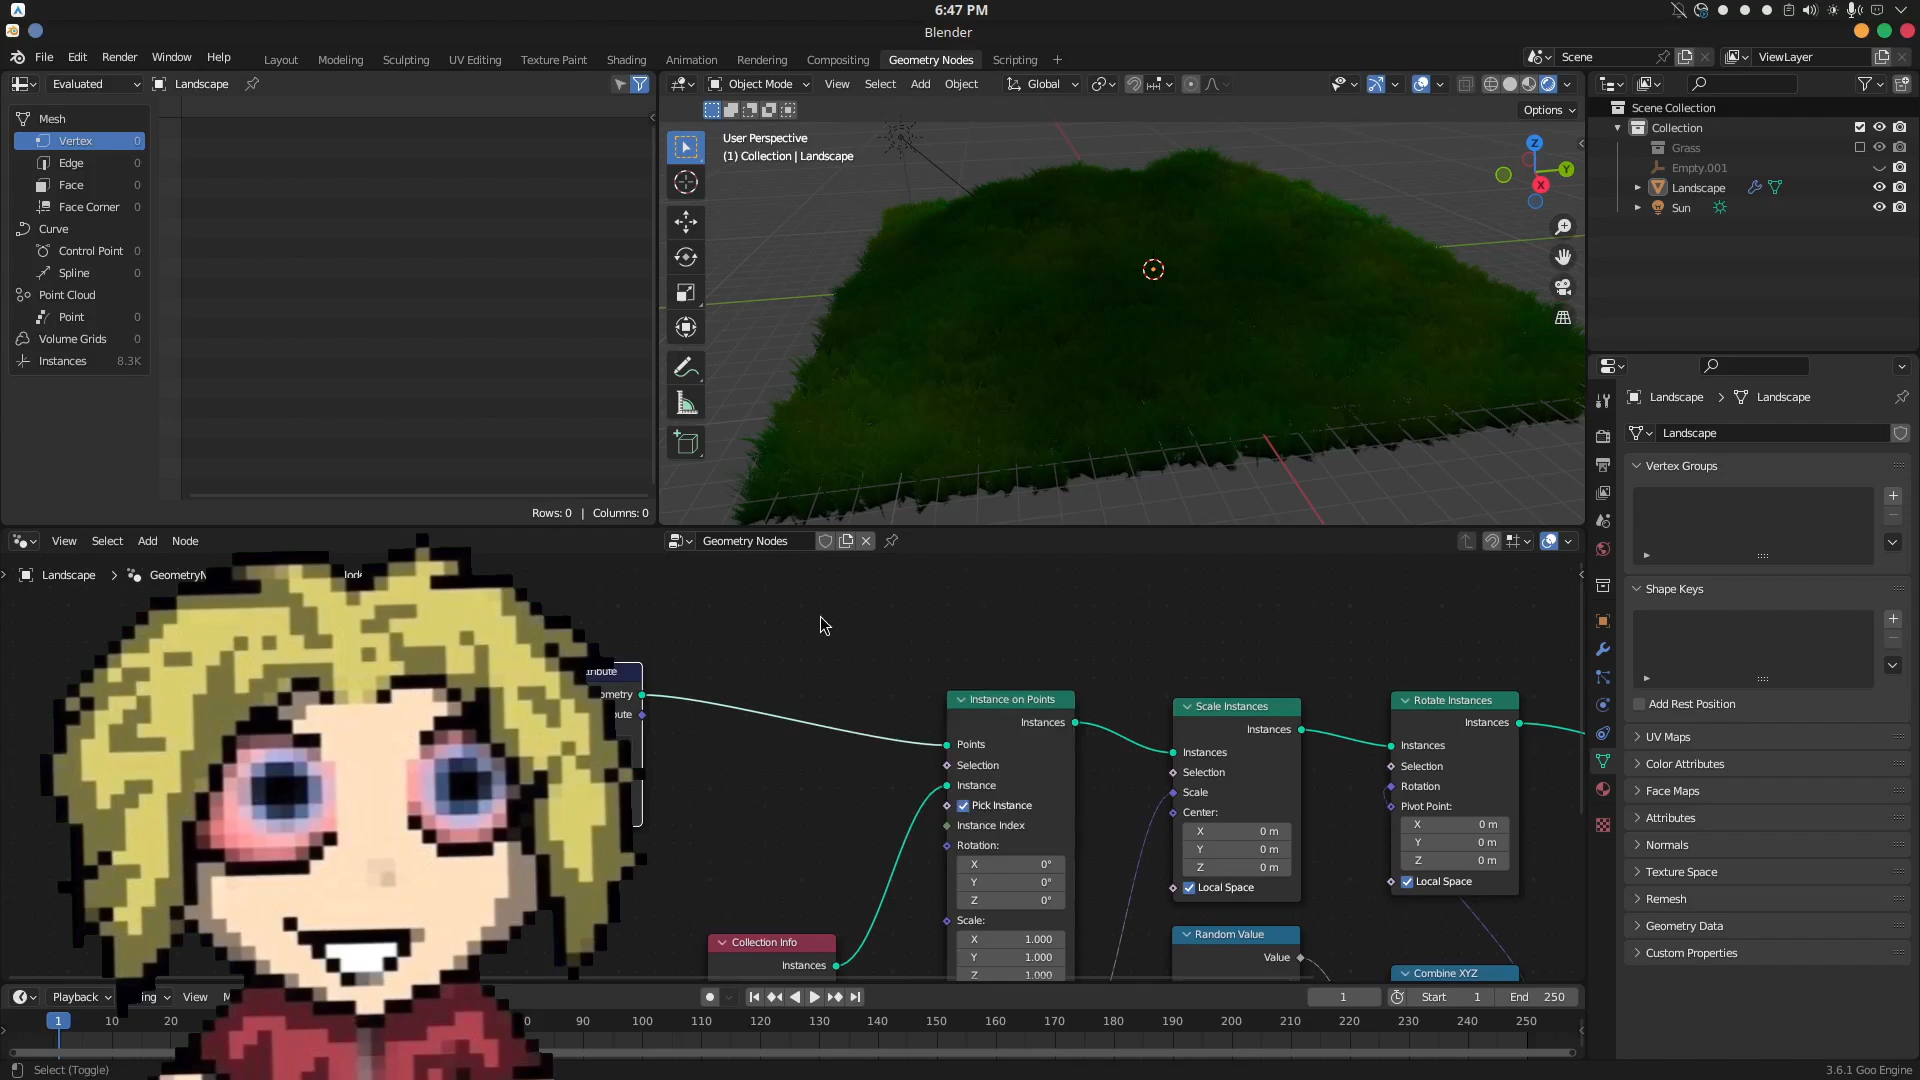 6:47 PM
Blender
File Edit Render Window Help Layout Modeling Sculpting UV Editing Texture Paint Shading Animation Rendering Compositing Geometry Nodes Scripting + Scene ViewLayer
Evaluated Landscape
Object Mode View Select Add Object Global
Options
Mesh
Vertex 0
Edge 0
Face 0
Face Corner 0
Curve
Control Point 0
Spline 0
Point Cloud
Point 0
Volume Grids 0
Instances 8.3K
Rows: 0 | Columns: 0
User Perspective
(1) Collection | Landscape
Z
Y
X
Scene Collection
Collection
Grass
Empty.001
Landscape
Sun
Landscape > Landscape
Landscape
Vertex Groups
Shape Keys
Add Rest Position
UV Maps
Color Attributes
Face Maps
Attributes
Normals
Texture Space
Remesh
Geometry Data
Custom Properties
View Select Add Node Geometry Nodes
Landscape > GeometryN
Collection Info
Instances
Instance on Points
Instances
Points
Selection
Instance
Pick Instance
Instance Index
Rotation:
X 0°
Y 0°
Z 0°
Scale:
X 1.000
Y 1.000
Z 1.000
Scale Instances
Instances
Instances
Selection
Scale
Center:
X 0 m
Y 0 m
Z 0 m
Local Space
Random Value
Value
Rotate Instances
Instances
Instances
Selection
Rotation
Pivot Point:
X 0 m
Y 0 m
Z 0 m
Local Space
Combine XYZ
Playback View 1 Start 1 End 250
1 10 20 100 110 120 130 140 150 160 170 180 190 200 210 220 230 240 250
Select (Toggle) 3.6.1 Goo Engine